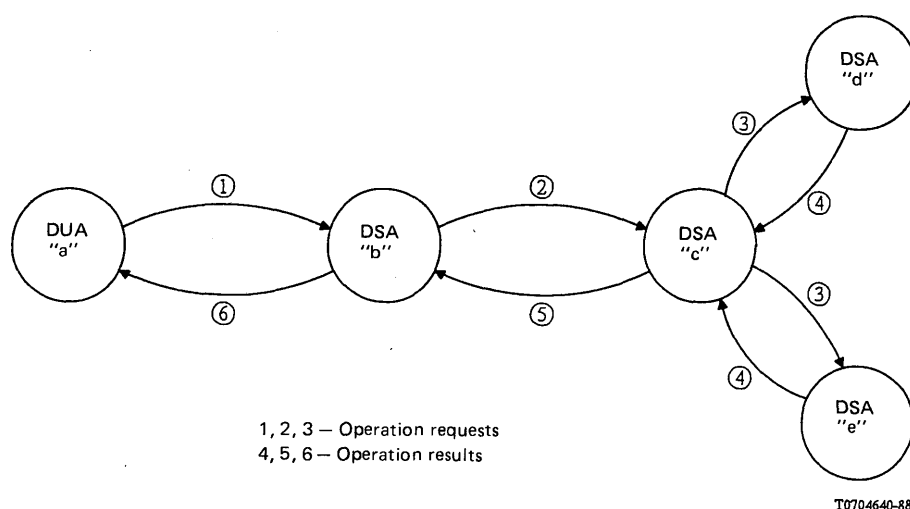 DSA
"d"
③
④
①
②
DUA
"a"
DSA
"b"
DSA
"c"
⑥
⑤
③
④
DSA
"e"
1, 2, 3 — Operation requests
4, 5, 6 — Operation results
T0704640-88